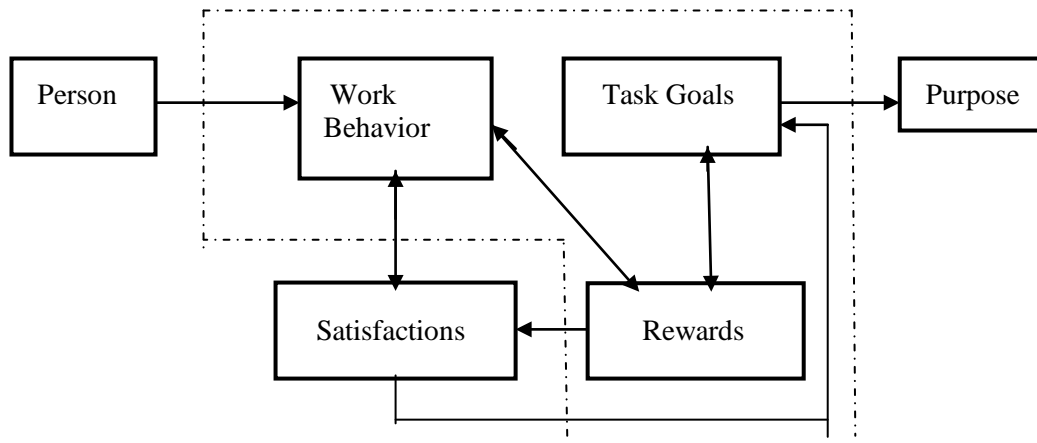 Person
Work
Behavior
Task Goals
Purpose
Satisfactions
Rewards